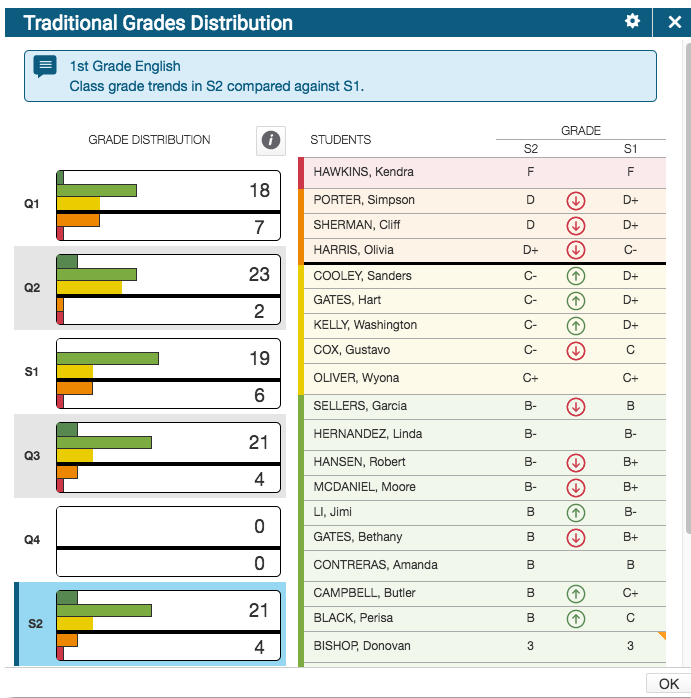 Traditional Grades Distribution
1st Grade English
Class grade trends in S2 compared against S1.
GRADE DISTRIBUTION
Q1
18
7
Q2
23
2
S1
19
6
Q3
21
4
Q4
0
0
S2
21
4
STUDENTS
GRADE
S2 S1
HAWKINS, Kendra F F
PORTER, Simpson D D+
SHERMAN, Cliff D D+
HARRIS, Olivia D+ C-
COOLEY, Sanders C- D+
GATES, Hart C- D+
KELLY, Washington C- D+
COX, Gustavo C- C
OLIVER, Wyona C+ C+
SELLERS, Garcia B- B
HERNANDEZ, Linda B- B-
HANSEN, Robert B- B+
MCDANIEL, Moore B- B+
LI, Jimi B B-
GATES, Bethany B B+
CONTRERAS, Amanda B B
CAMPBELL, Butler B C+
BLACK, Perisa B C
BISHOP, Donovan 3 3
OK